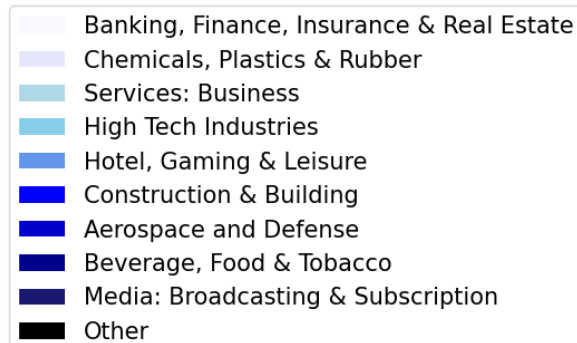 Banking, Finance, Insurance & Real Estate
Chemicals, Plastics & Rubber
Services: Business
High Tech Industries
Hotel, Gaming & Leisure
Construction & Building
Aerospace and Defense
Beverage, Food & Tobacco
Media: Broadcasting & Subscription
Other